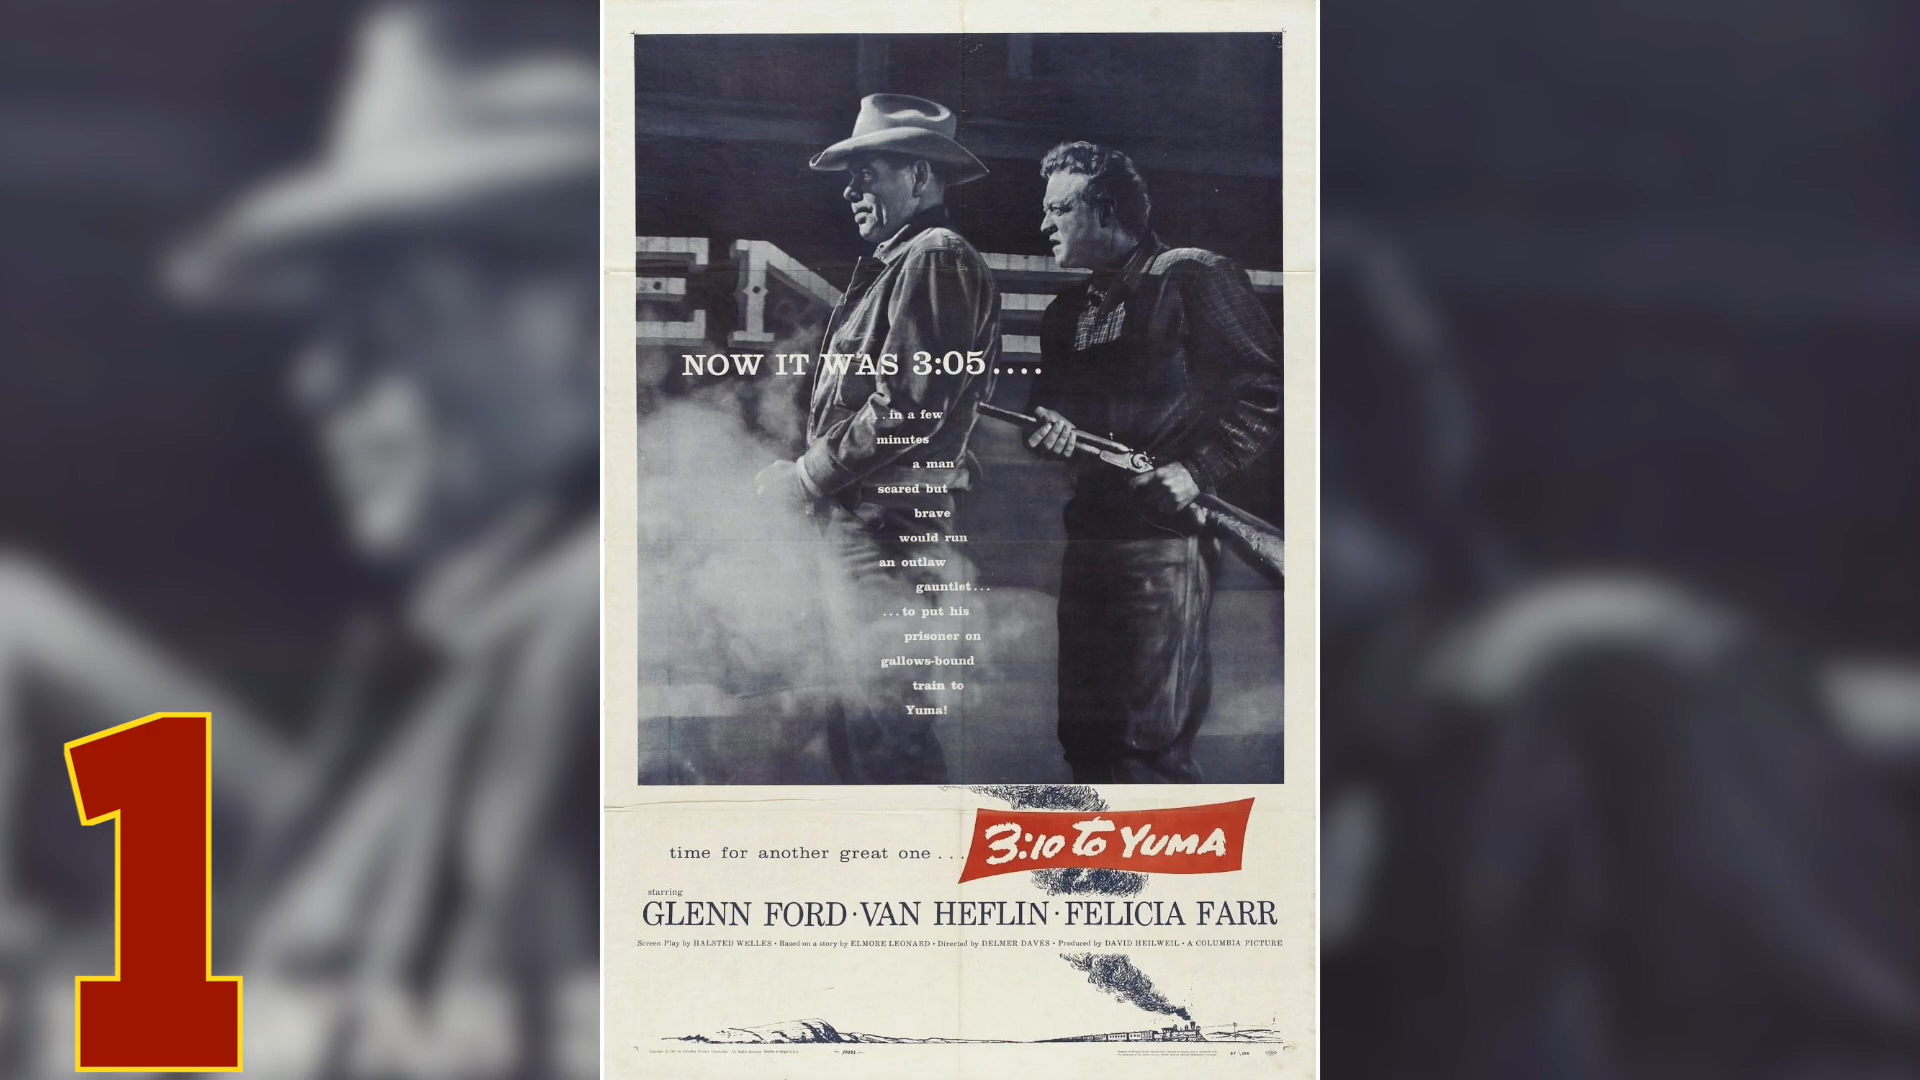 NOW IT WAS 3:05....
...in a few
minutes
a man
scared but
brave
would run
an outlaw
gauntlet...
...to put his
prisoner on
gallows-bound
train to
Yuma!
time for another great one...
3:10 to YUMA
starring
GLENN FORD · VAN HEFLIN · FELICIA FARR
Screen Play by HALSTED WELLES • Based on a story by ELMORE LEONARD • Directed by DELMER DAVES • Produced by DAVID HEILWEIL • A COLUMBIA PICTURE
1